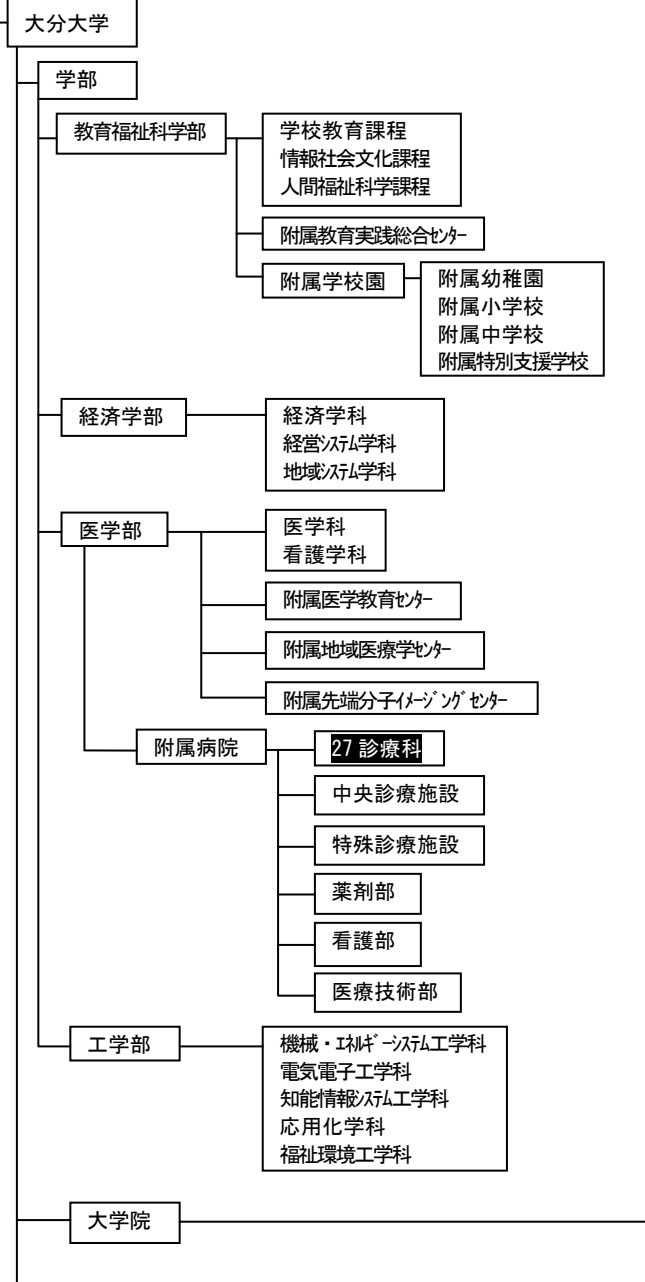 大分大学
学部
教育福祉科学部
学校教育課程
情報社会文化課程
人間福祉科学課程
附属教育実践総合ｾﾝﾀｰ
附属学校園
附属幼稚園
附属小学校
附属中学校
附属特別支援学校
経済学部
経済学科
経営ｼｽﾃﾑ学科
地域ｼｽﾃﾑ学科
医学部
医学科
看護学科
附属医学教育ｾﾝﾀｰ
附属地域医療学ｾﾝﾀｰ
附属先端分子ｲﾒｰｼﾞﾝｸﾞｾﾝﾀｰ
附属病院
27 診療科
中央診療施設
特殊診療施設
薬剤部
看護部
医療技術部
工学部
機械・ｴﾈﾙｷﾞｰｼｽﾃﾑ工学科
電気電子工学科
知能情報ｼｽﾃﾑ工学科
応用化学科
福祉環境工学科
大学院